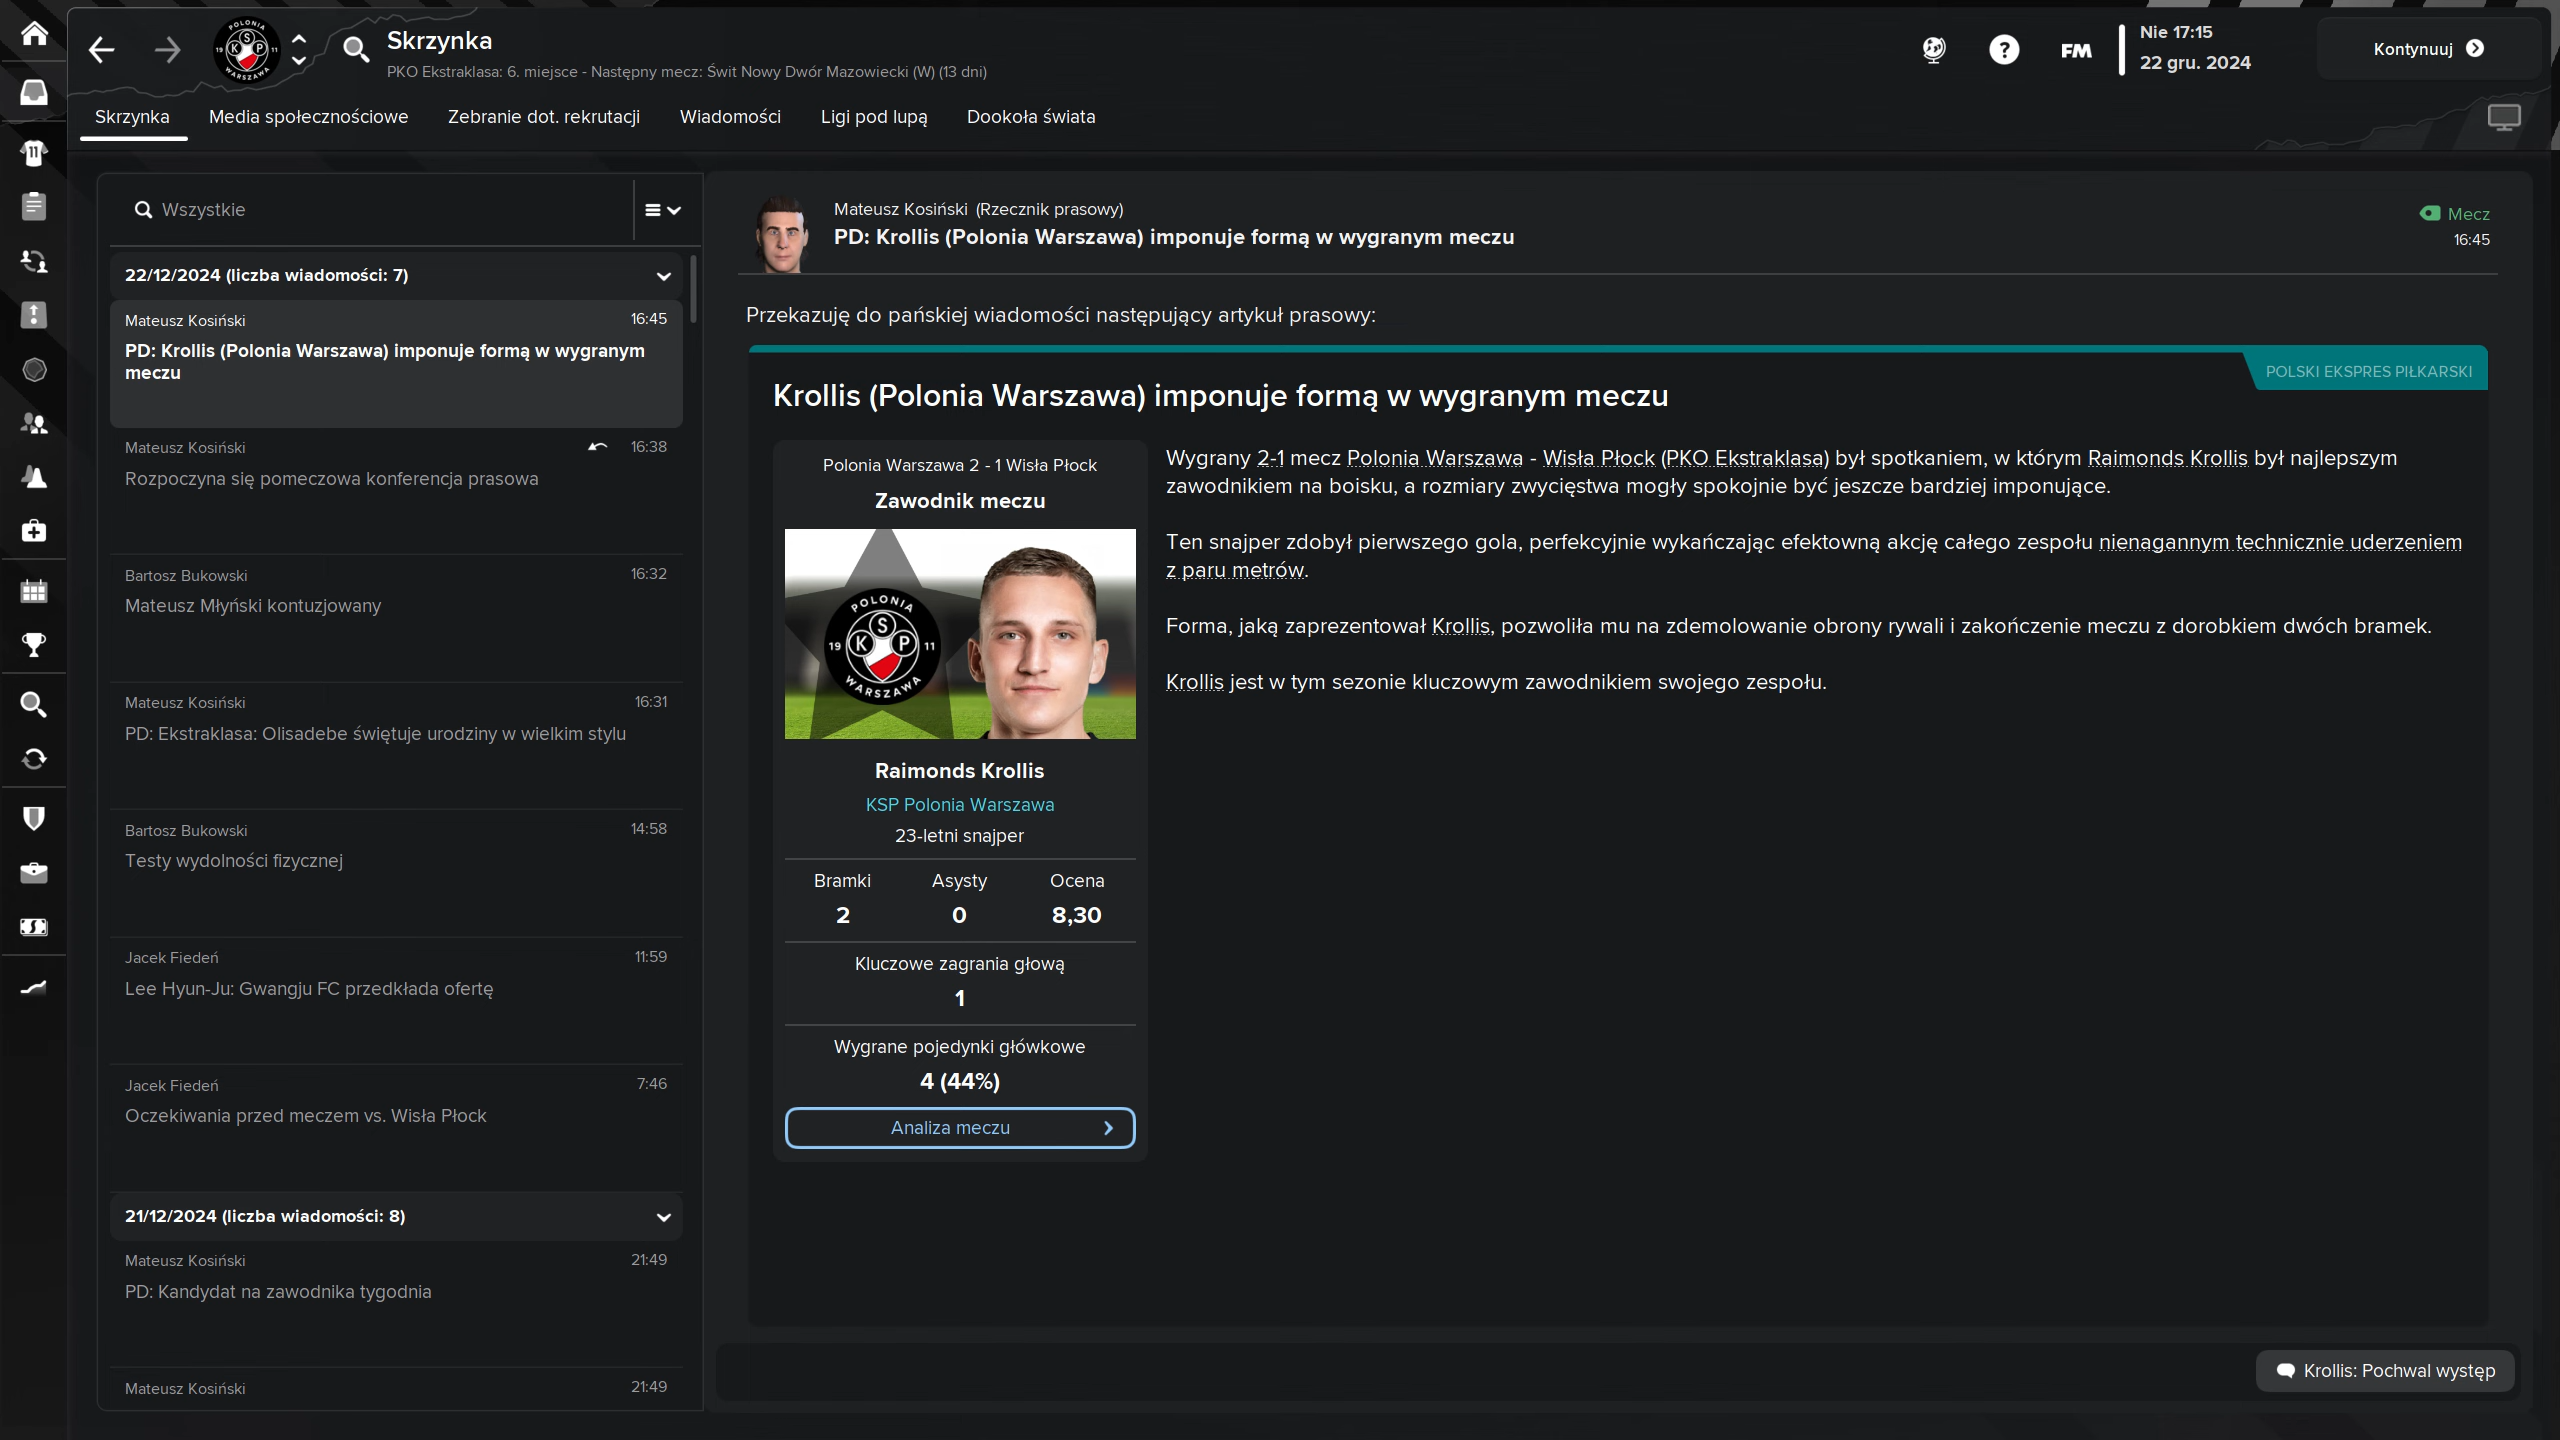 Skrzynka
PKO Ekstraklasa: 6. miejsce - Następny mecz: Świt Nowy Dwór Mazowiecki (W) (13 dni)
FM
Nie 17:15
22 gru. 2024
Kontynuuj
Skrzynka
Media społecznościowe
Zebranie dot. rekrutacji
Wiadomości
Ligi pod lupą
Dookoła świata
Wszystkie
22/12/2024 (liczba wiadomości: 7)
Mateusz Kosiński 16:45
PD: Krollis (Polonia Warszawa) imponuje formą w wygranym
meczu
Mateusz Kosiński 16:38
Rozpoczyna się pomeczowa konferencja prasowa
Bartosz Bukowski 16:32
Mateusz Młyński kontuzjowany
Mateusz Kosiński 16:31
PD: Ekstraklasa: Olisadebe świętuje urodziny w wielkim stylu
Bartosz Bukowski 14:58
Testy wydolności fizycznej
Jacek Fiedeń 11:59
Lee Hyun-Ju: Gwangju FC przedkłada ofertę
Jacek Fiedeń 7:46
Oczekiwania przed meczem vs. Wisła Płock
21/12/2024 (liczba wiadomości: 8)
Mateusz Kosiński 21:49
PD: Kandydat na zawodnika tygodnia
Mateusz Kosiński 21:49
Mateusz Kosiński (Rzecznik prasowy)
PD: Krollis (Polonia Warszawa) imponuje formą w wygranym meczu
Mecz
16:45
Przekazuję do pańskiej wiadomości następujący artykuł prasowy:
POLSKI EKSPRES PIŁKARSKI
Krollis (Polonia Warszawa) imponuje formą w wygranym meczu
Polonia Warszawa 2 - 1 Wisła Płock
Zawodnik meczu
POLONIA
19 K S P 11
WARSZAWA
Raimonds Krollis
KSP Polonia Warszawa
23-letni snajper
Bramki Asysty Ocena
2 0 8,30
Kluczowe zagrania głową
1
Wygrane pojedynki główkowe
4 (44%)
Analiza meczu
Wygrany 2-1 mecz Polonia Warszawa - Wisła Płock (PKO Ekstraklasa) był spotkaniem, w którym Raimonds Krollis był najlepszym
zawodnikiem na boisku, a rozmiary zwycięstwa mogły spokojnie być jeszcze bardziej imponujące.
Ten snajper zdobył pierwszego gola, perfekcyjnie wykańczając efektowną akcję całego zespołu nienagannym technicznie uderzeniem
z paru metrów.
Forma, jaką zaprezentował Krollis, pozwoliła mu na zdemolowanie obrony rywali i zakończenie meczu z dorobkiem dwóch bramek.
Krollis jest w tym sezonie kluczowym zawodnikiem swojego zespołu.
Krollis: Pochwal występ